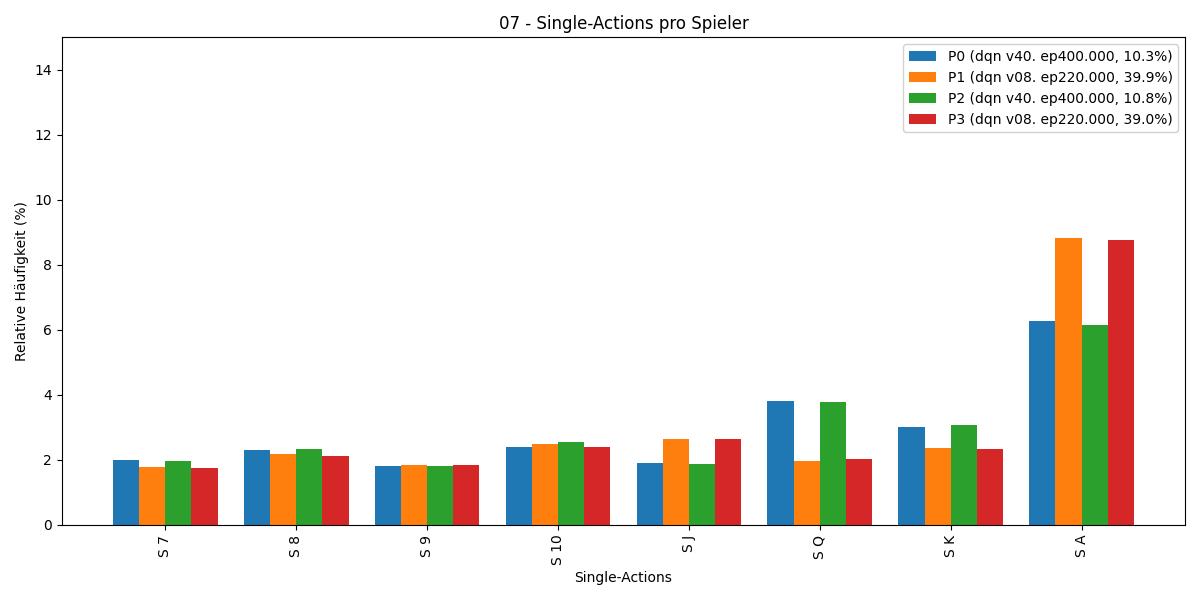 07 - Single-Actions pro Spieler
P0 (dqn v40. ep400.000, 10.3%)
P1 (dqn v08. ep220.000, 39.9%)
P2 (dqn v40. ep400.000, 10.8%)
P3 (dqn v08. ep220.000, 39.0%)
Relative Häufigkeit (%)
14
12
10
8
6
4
2
0
S 7
S 8
S 9
S 10
S J
S Q
S K
S A
Single-Actions